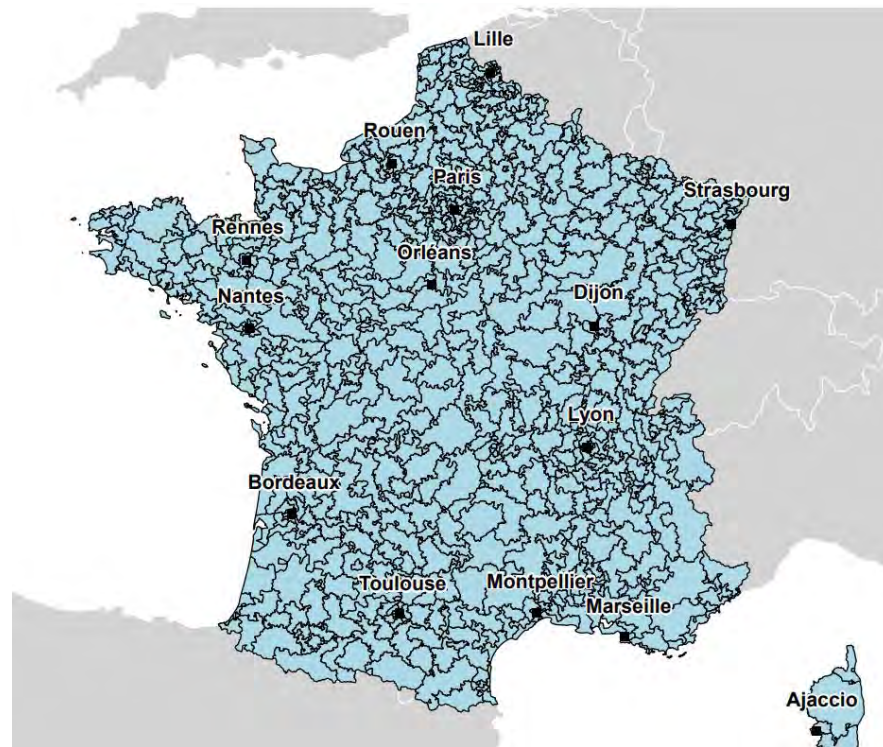 Lille
Rouen
Paris
Strasbourg
Rennes
Orléans
Nantes
Dijon
Lyon
Bordeaux
Toulouse
Montpellier
Marseille
Ajaccio